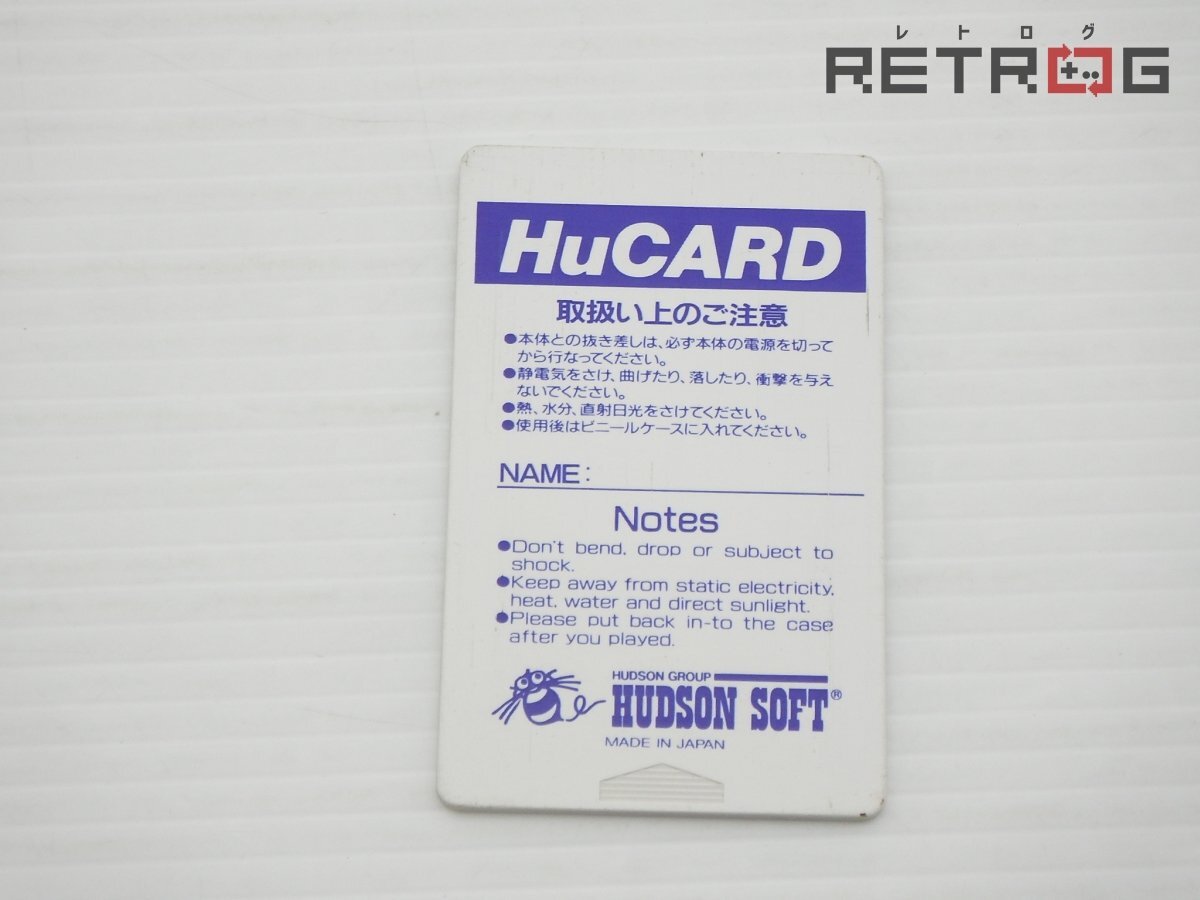 レトログ
RETROG
HuCARD
取扱い上のご注意
●本体との抜き差しは、必ず本体の電源を切って
から行なってください。
●静電気をさけ、曲げたり、落したり、衝撃を与え
ないでください。
●熱、水分、直射日光をさけてください。
●使用後はビニールケースに入れてください。
NAME:
Notes
●Don't bend, drop or subject to
shock.
●Keep away from static electricity,
heat, water and direct sunlight.
●Please put back in-to the case
after you played.
HUDSON GROUP
HUDSON SOFT®
MADE IN JAPAN